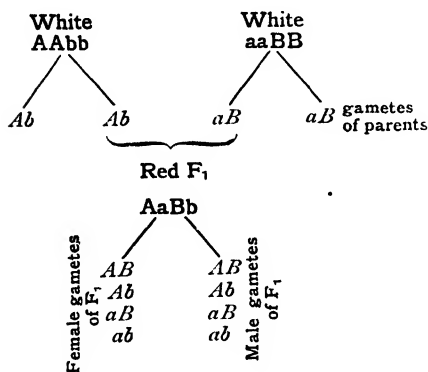 White
AAbb
White
aaBB
Ab
Ab
aB
aB
gametes
of parents
Red F₁
AaBb
Female gametes
of F₁
AB
Ab
aB
ab
AB
Ab
aB
ab
Male gametes
of F₁